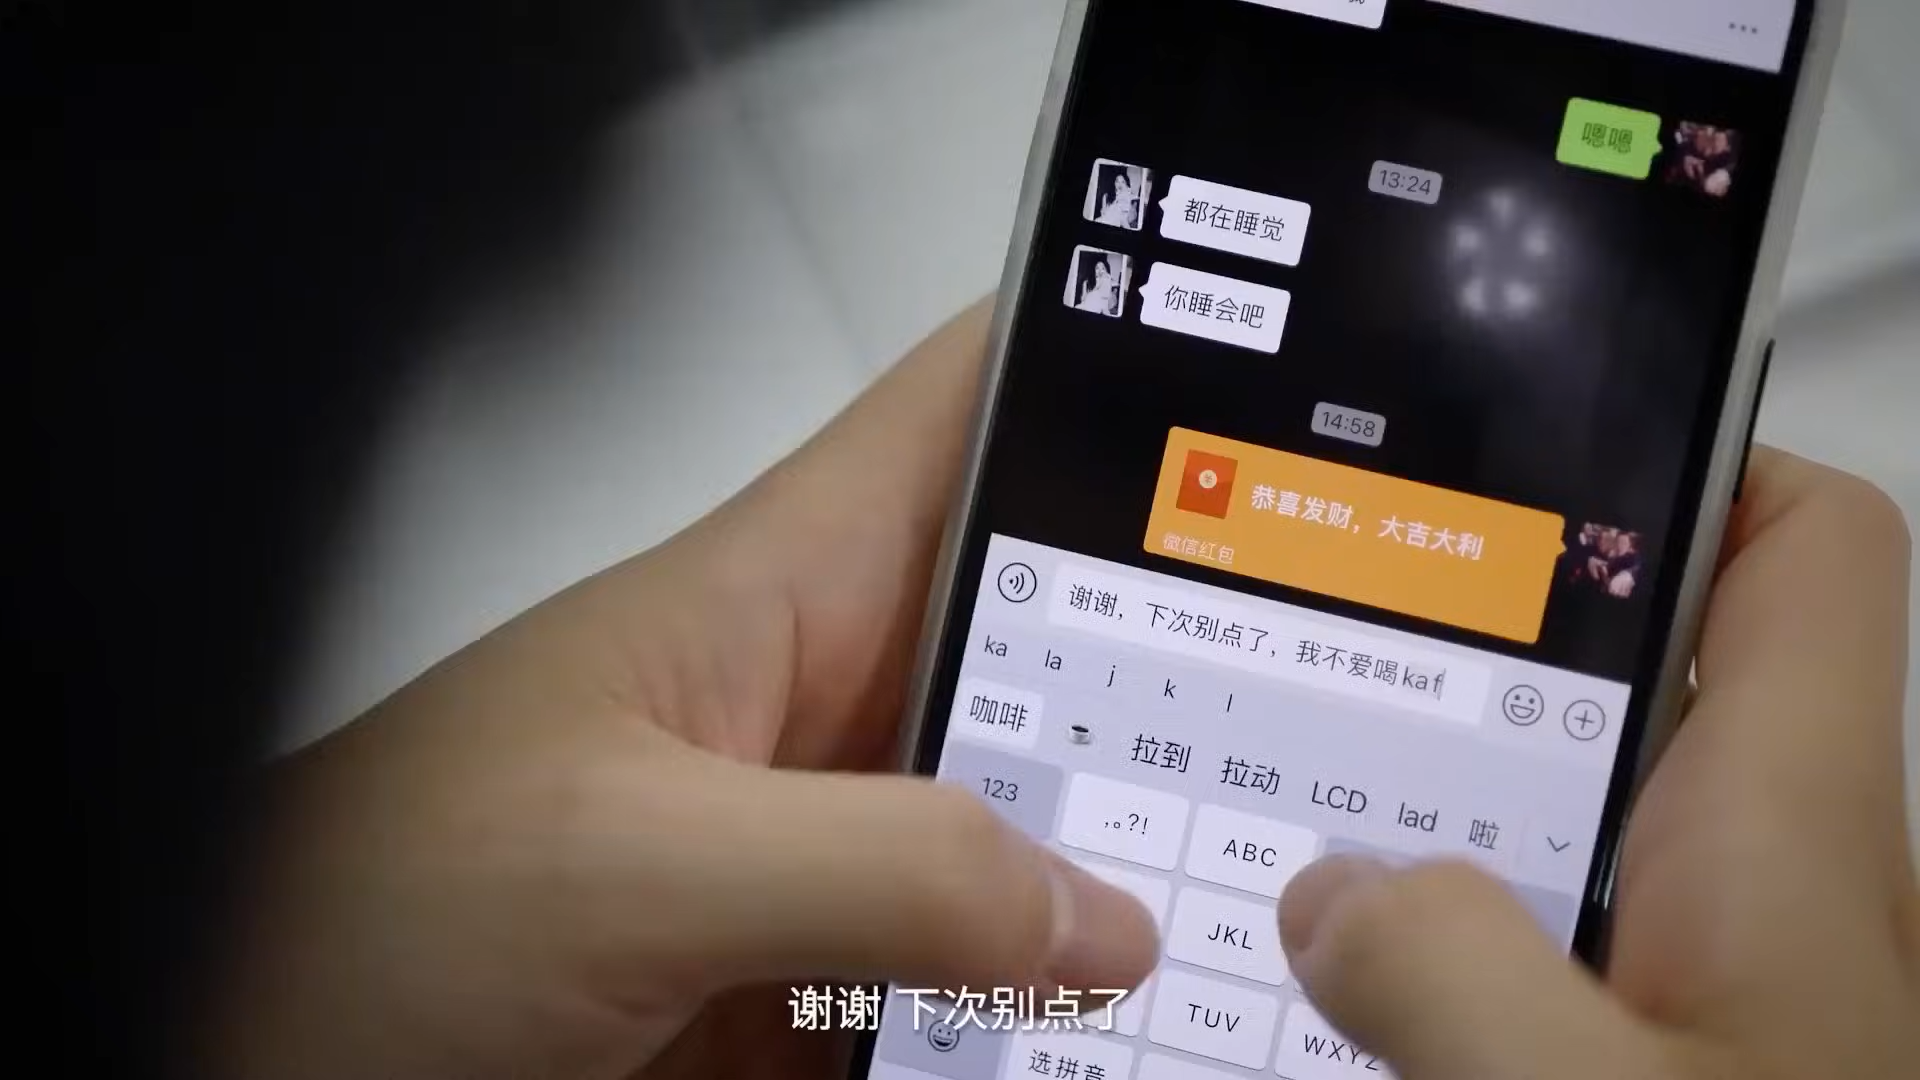 嗯嗯
13:24
都在睡觉
你睡会吧
14:58
恭喜发财，大吉大利
微信红包
谢谢，下次别点了，我不爱喝kaf
ka la j k l
咖啡 拉到 拉动 LCD lad 啦
123 ,。?! ABC
JKL
TUV WXYZ
选拼音
谢谢 下次别点了